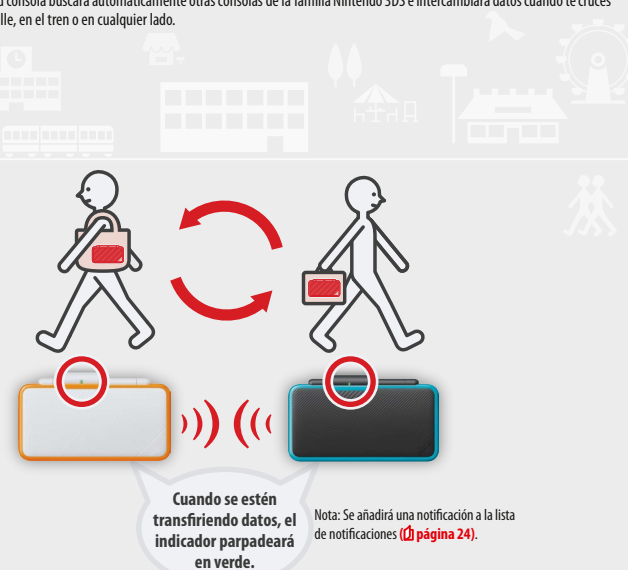 consola buscará automáticamente otras consolas de la familia Nintendo 3DS e intercambiará datos cuando te cruces
lle, en el tren o en cualquier lado.
Cuando se estén
transfiriendo datos, el
indicador parpadeará
en verde.
Nota: Se añadirá una notificación a la lista
de notificaciones (página 24).